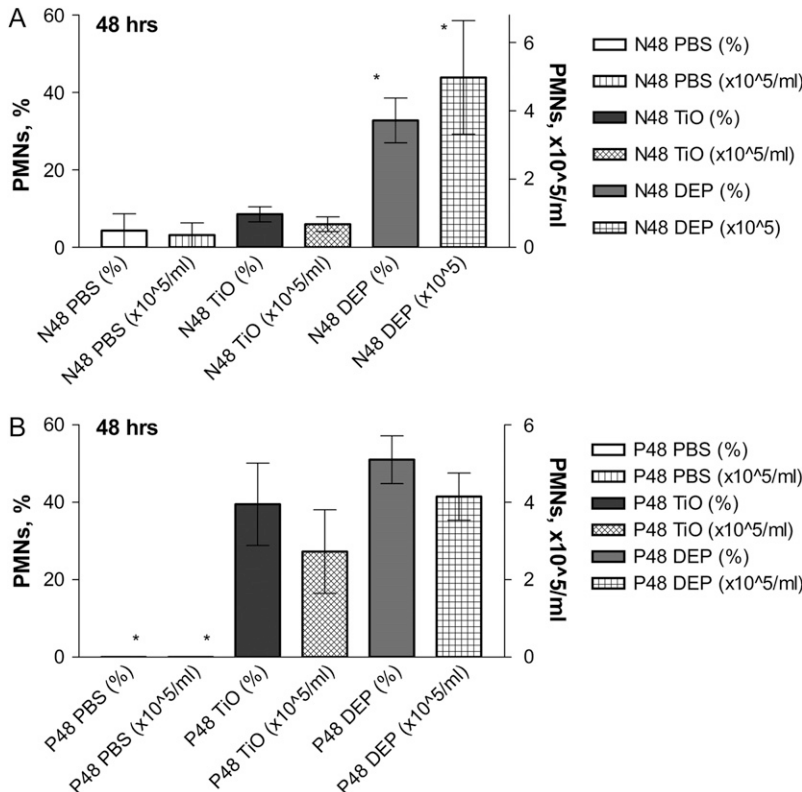 A
48 hrs
60
40
20
0
PMNs, %
6
4
2
0
PMNs, x10^5/ml
*
*
N48 PBS (%)
N48 PBS (x10^5/ml)
N48 TiO (%)
N48 TiO (x10^5/ml)
N48 DEP (%)
N48 DEP (x10^5)
N48 PBS (%)
N48 PBS (x10^5/ml)
N48 TiO (%)
N48 TiO (x10^5/ml)
N48 DEP (%)
N48 DEP (x10^5)
B
48 hrs
60
40
20
0
PMNs, %
6
4
2
0
PMNs, x10^5/ml
*
*
P48 PBS (%)
P48 PBS (x10^5/ml)
P48 TiO (%)
P48 TiO (x10^5/ml)
P48 DEP (%)
P48 DEP (x10^5/ml)
P48 PBS (%)
P48 PBS (x10^5/ml)
P48 TiO (%)
P48 TiO (x10^5/ml)
P48 DEP (%)
P48 DEP (x10^5/ml)